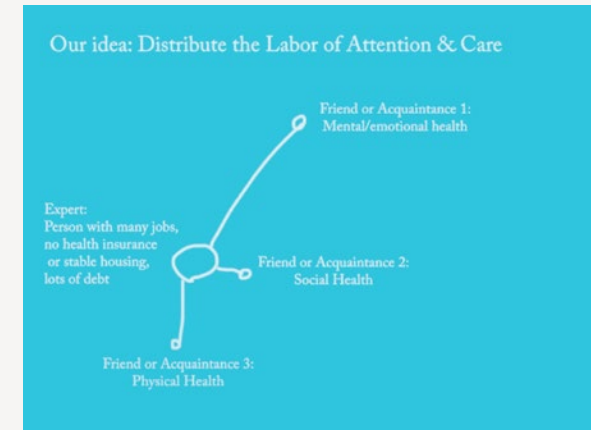 Our idea: Distribute the Labor of Attention & Care
Friend or Acquaintance 1:
Mental/emotional health
Expert:
Person with many jobs,
no health insurance
or stable housing,
lots of debt
Friend or Acquaintance 2:
Social Health
Friend or Acquaintance 3:
Physical Health